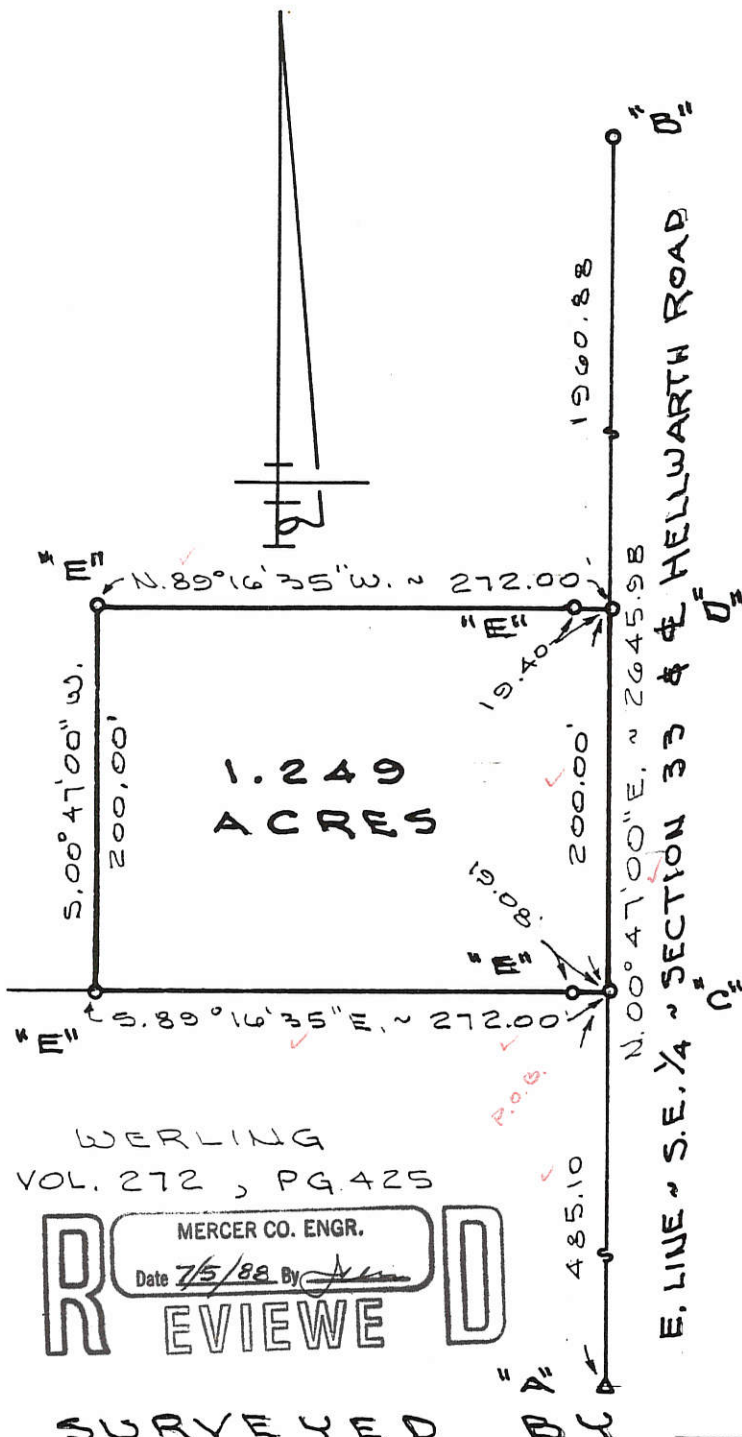 "B"
1960.88
"E"
N.89°16'35"W. ~ 272.00'
"E"
19.40
"D"
S.00°47'00"W.
200.00'
1.249
ACRES
200.00'
N.00°47'00"E. ~ 2645.98
E. LINE ~ S.E. ¼ ~ SECTION 33 & ℄ HELLWARTH ROAD
19.08'
"E"
"C"
"E"
S.89°16'35"E. ~ 272.00'
P.O.B.
485.10
WERLING
VOL. 272, PG. 425
MERCER CO. ENGR.
Date 7/5/88 By
REVIEWED
"A"
SURVEYED BY